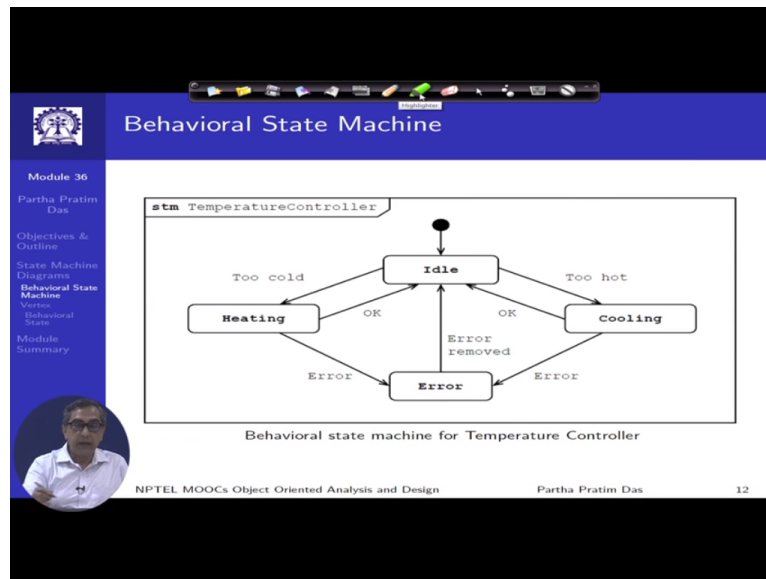 Highlighter
Behavioral State Machine
Module 36
Partha Pratim
Das
Objectives &
Outline
State Machine
Diagrams
Behavioral State
Machine
Vertex
Behavioral
State
Module
Summary
stm TemperatureController
Idle
Too cold
Too hot
Heating
OK
OK
Cooling
Error
removed
Error
Error
Error
Behavioral state machine for Temperature Controller
NPTEL MOOCs Object Oriented Analysis and Design Partha Pratim Das 12